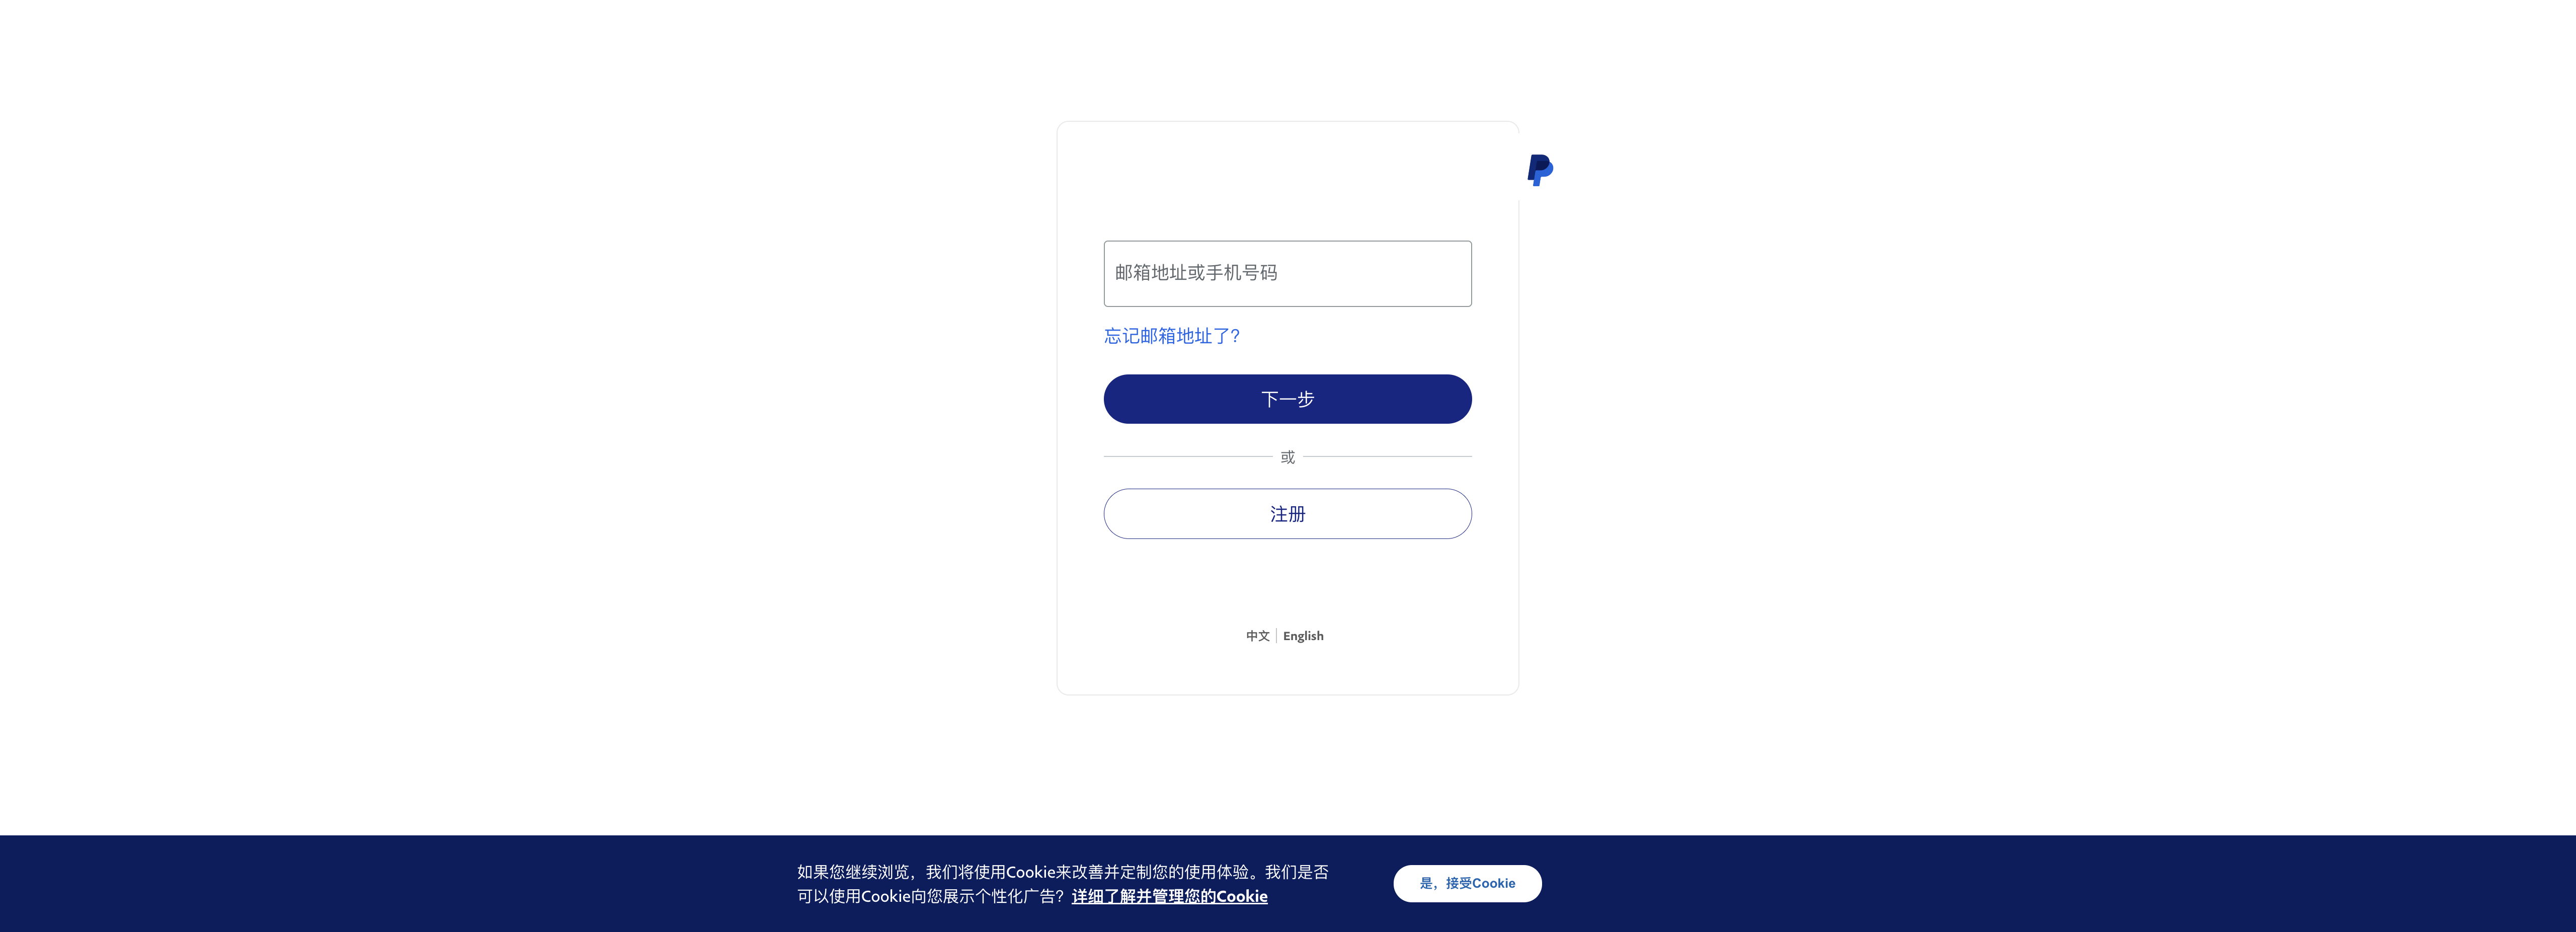 邮箱地址或手机号码
忘记邮箱地址了？
下一步
或
注册
中文 English
如果您继续浏览，我们将使用Cookie来改善并定制您的使用体验。我们是否
可以使用Cookie向您展示个性化广告？详细了解并管理您的Cookie
是，接受Cookie